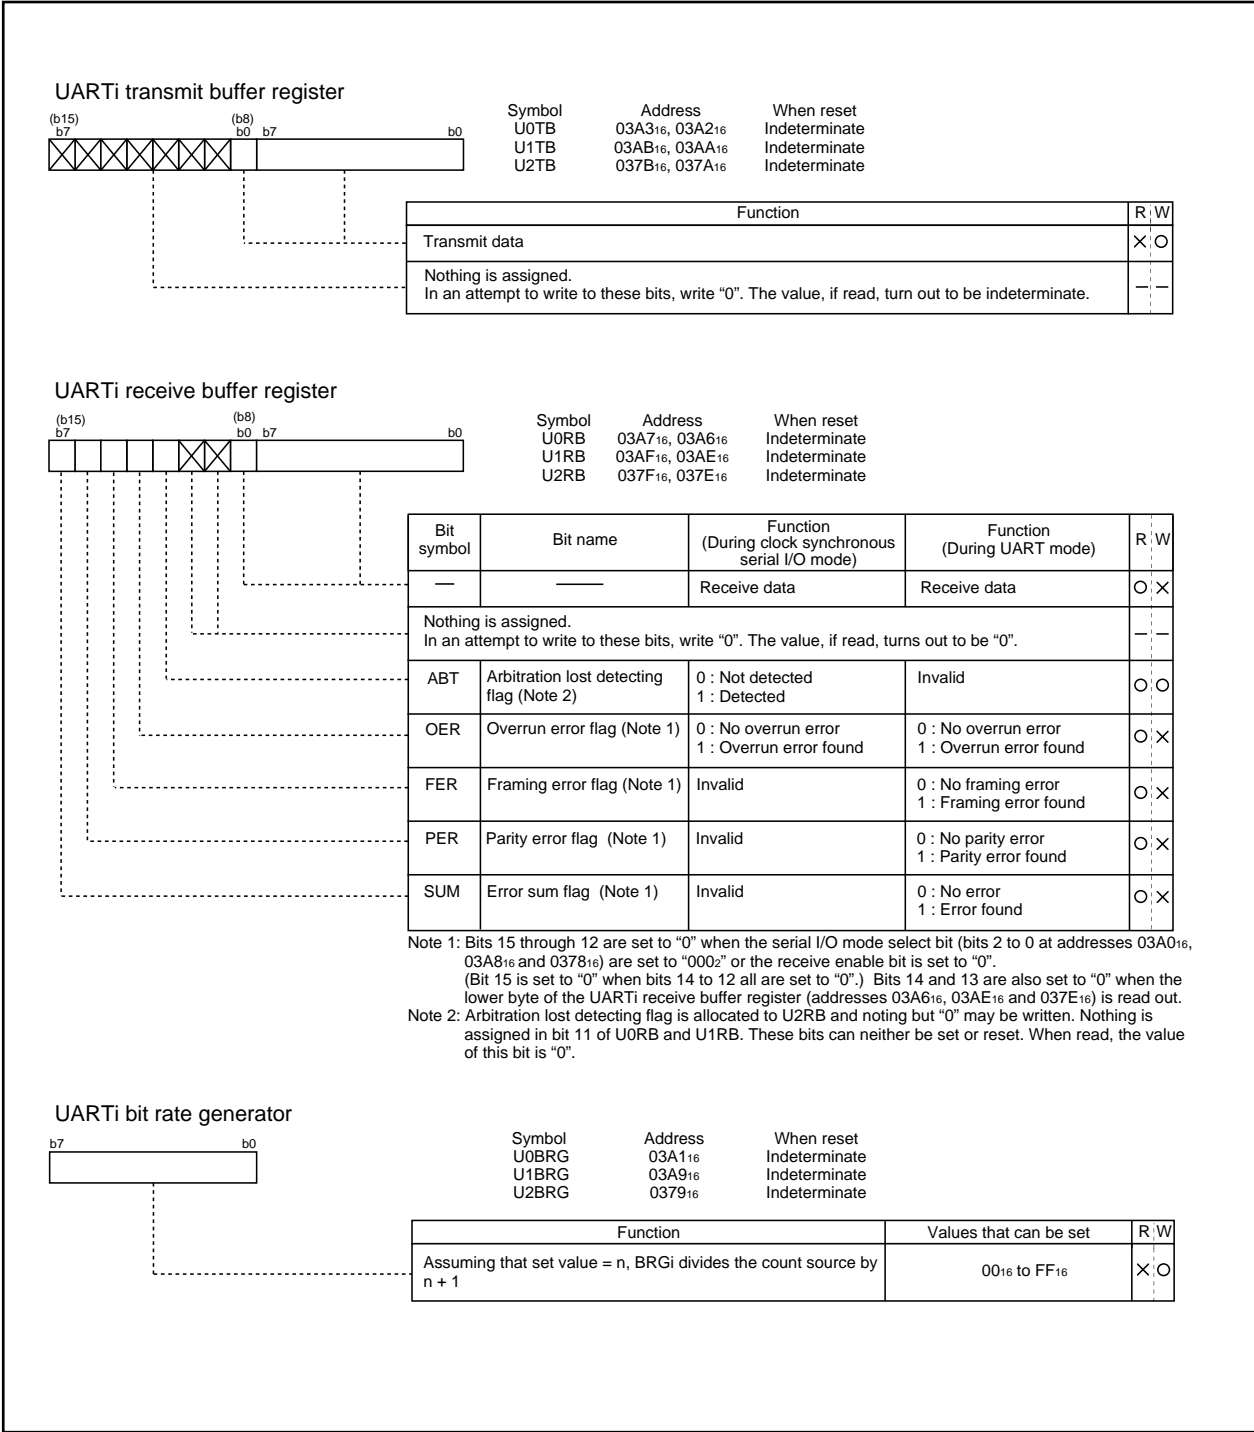 UARTi transmit buffer register
(b15) (b8)
b7 b0 b7 b0
Symbol Address When reset
U0TB 03A3₁₆, 03A2₁₆ Indeterminate
U1TB 03AB₁₆, 03AA₁₆ Indeterminate
U2TB 037B₁₆, 037A₁₆ Indeterminate
Function R W
Transmit data × ○
Nothing is assigned.
In an attempt to write to these bits, write “0”. The value, if read, turn out to be indeterminate. — —
UARTi receive buffer register
(b15) (b8)
b7 b0 b7 b0
Symbol Address When reset
U0RB 03A7₁₆, 03A6₁₆ Indeterminate
U1RB 03AF₁₆, 03AE₁₆ Indeterminate
U2RB 037F₁₆, 037E₁₆ Indeterminate
Bit symbol Bit name Function (During clock synchronous serial I/O mode) Function (During UART mode) R W
— — Receive data Receive data ○ ×
Nothing is assigned.
In an attempt to write to these bits, write “0”. The value, if read, turns out to be “0”. — —
ABT Arbitration lost detecting 0 : Not detected Invalid ○ ○
flag (Note 2) 1 : Detected
OER Overrun error flag (Note 1) 0 : No overrun error 0 : No overrun error ○ ×
1 : Overrun error found 1 : Overrun error found
FER Framing error flag (Note 1) Invalid 0 : No framing error ○ ×
1 : Framing error found
PER Parity error flag (Note 1) Invalid 0 : No parity error ○ ×
1 : Parity error found
SUM Error sum flag (Note 1) Invalid 0 : No error ○ ×
1 : Error found
Note 1: Bits 15 through 12 are set to “0” when the serial I/O mode select bit (bits 2 to 0 at addresses 03A0₁₆,
03A8₁₆ and 0378₁₆) are set to “000₂” or the receive enable bit is set to “0”.
(Bit 15 is set to “0” when bits 14 to 12 all are set to “0”.) Bits 14 and 13 are also set to “0” when the
lower byte of the UARTi receive buffer register (addresses 03A6₁₆, 03AE₁₆ and 037E₁₆) is read out.
Note 2: Arbitration lost detecting flag is allocated to U2RB and noting but “0” may be written. Nothing is
assigned in bit 11 of U0RB and U1RB. These bits can neither be set or reset. When read, the value
of this bit is “0”.
UARTi bit rate generator
b7 b0
Symbol Address When reset
U0BRG 03A1₁₆ Indeterminate
U1BRG 03A9₁₆ Indeterminate
U2BRG 0379₁₆ Indeterminate
Function Values that can be set R W
Assuming that set value = n, BRGi divides the count source by 00₁₆ to FF₁₆ × ○
n + 1